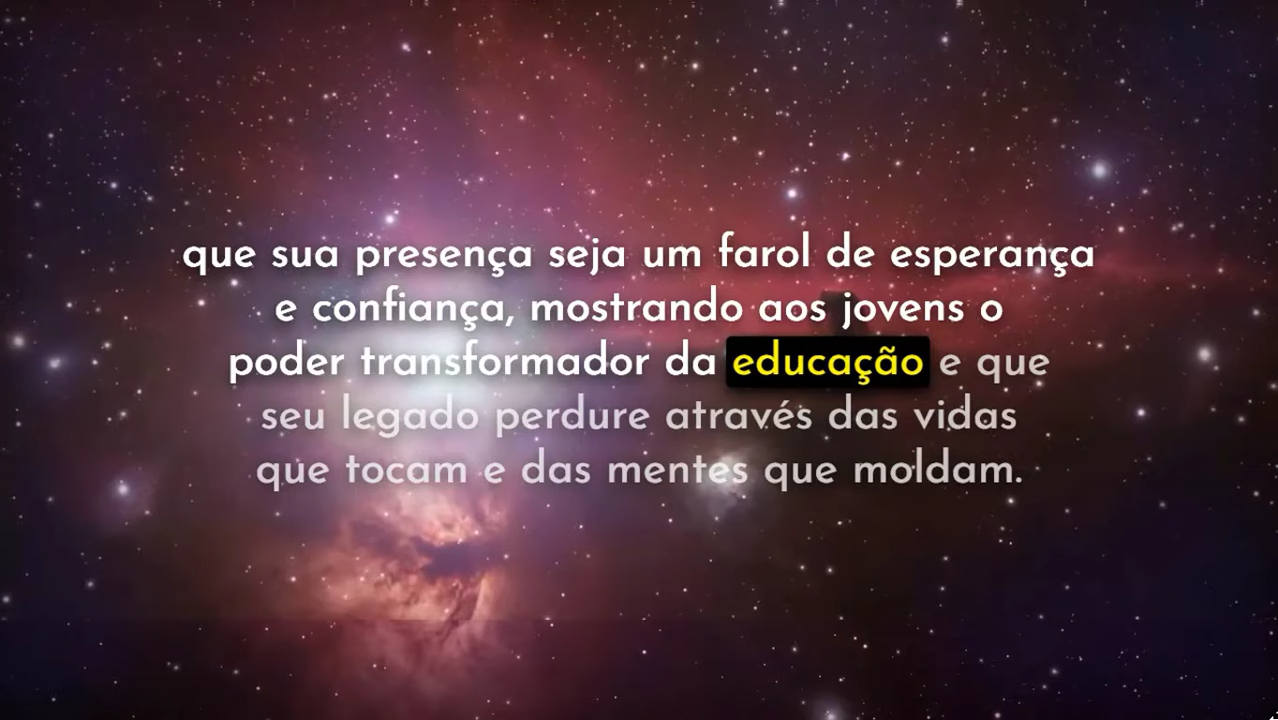 que sua presença seja um farol de esperança
e confiança, mostrando aos jovens o
poder transformador da educação e que
seu legado perdure através das vidas
que tocam e das mentes que moldam.